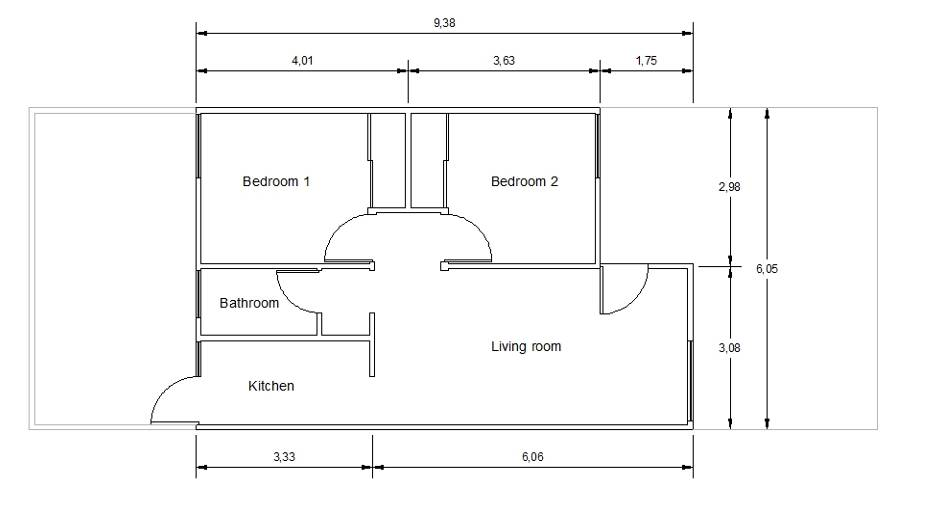 9,38
4,01
3,63
1,75
Bedroom 1
Bedroom 2
2,98
6,05
Bathroom
Living room
3,08
Kitchen
3,33
6,06